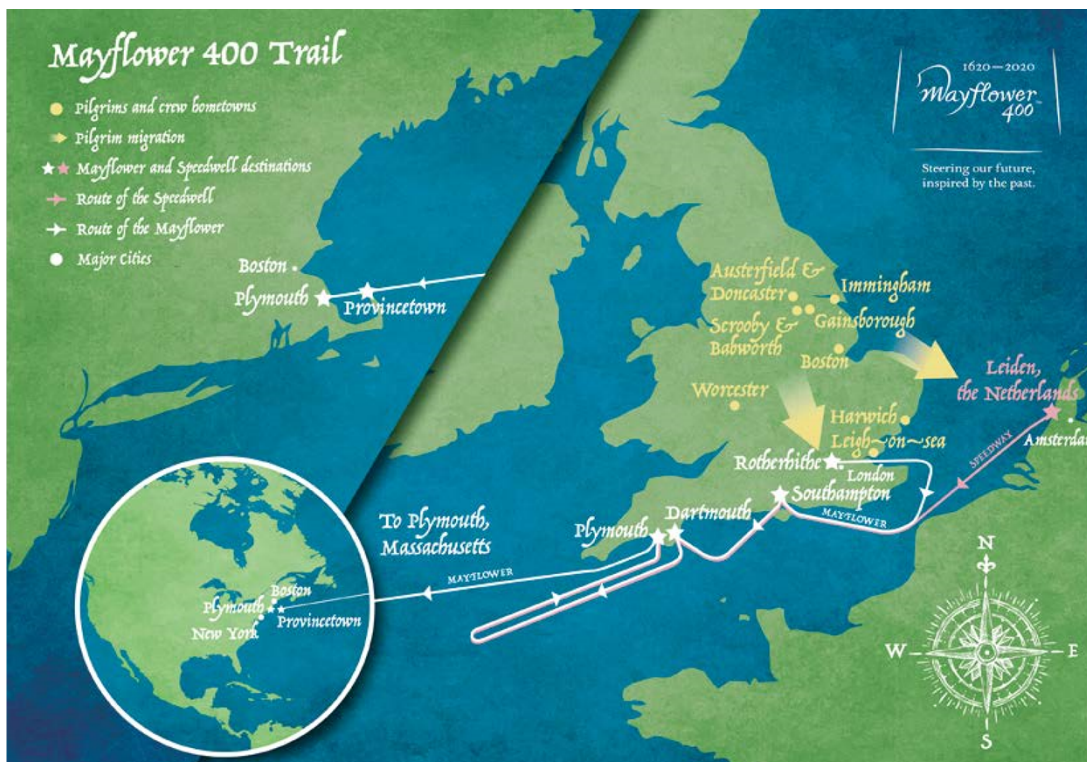 Mayflower 400 Trail
Pilgrims and crew hometowns
Pilgrim migration
Mayflower and Speedwell destinations
Route of the Speedwell
Route of the Mayflower
Major Cities
1620—2020
Mayflower
400™
Steering our future,
inspired by the past.
Boston
Plymouth
Provincetown
Austerfield &
Doncaster
Immingham
Scrooby &
Babworth
Gainsborough
Boston
Worcester
Harwich
Leigh~on~sea
Leiden,
the Netherlands
Amsterda
SPEEDWAY
Rotherhithe
London
Southampton
MAYFLOWER
Dartmouth
Plymouth
To Plymouth,
Massachusetts
MAYFLOWER
Boston
Plymouth
Provincetown
New York
N
W
E
S